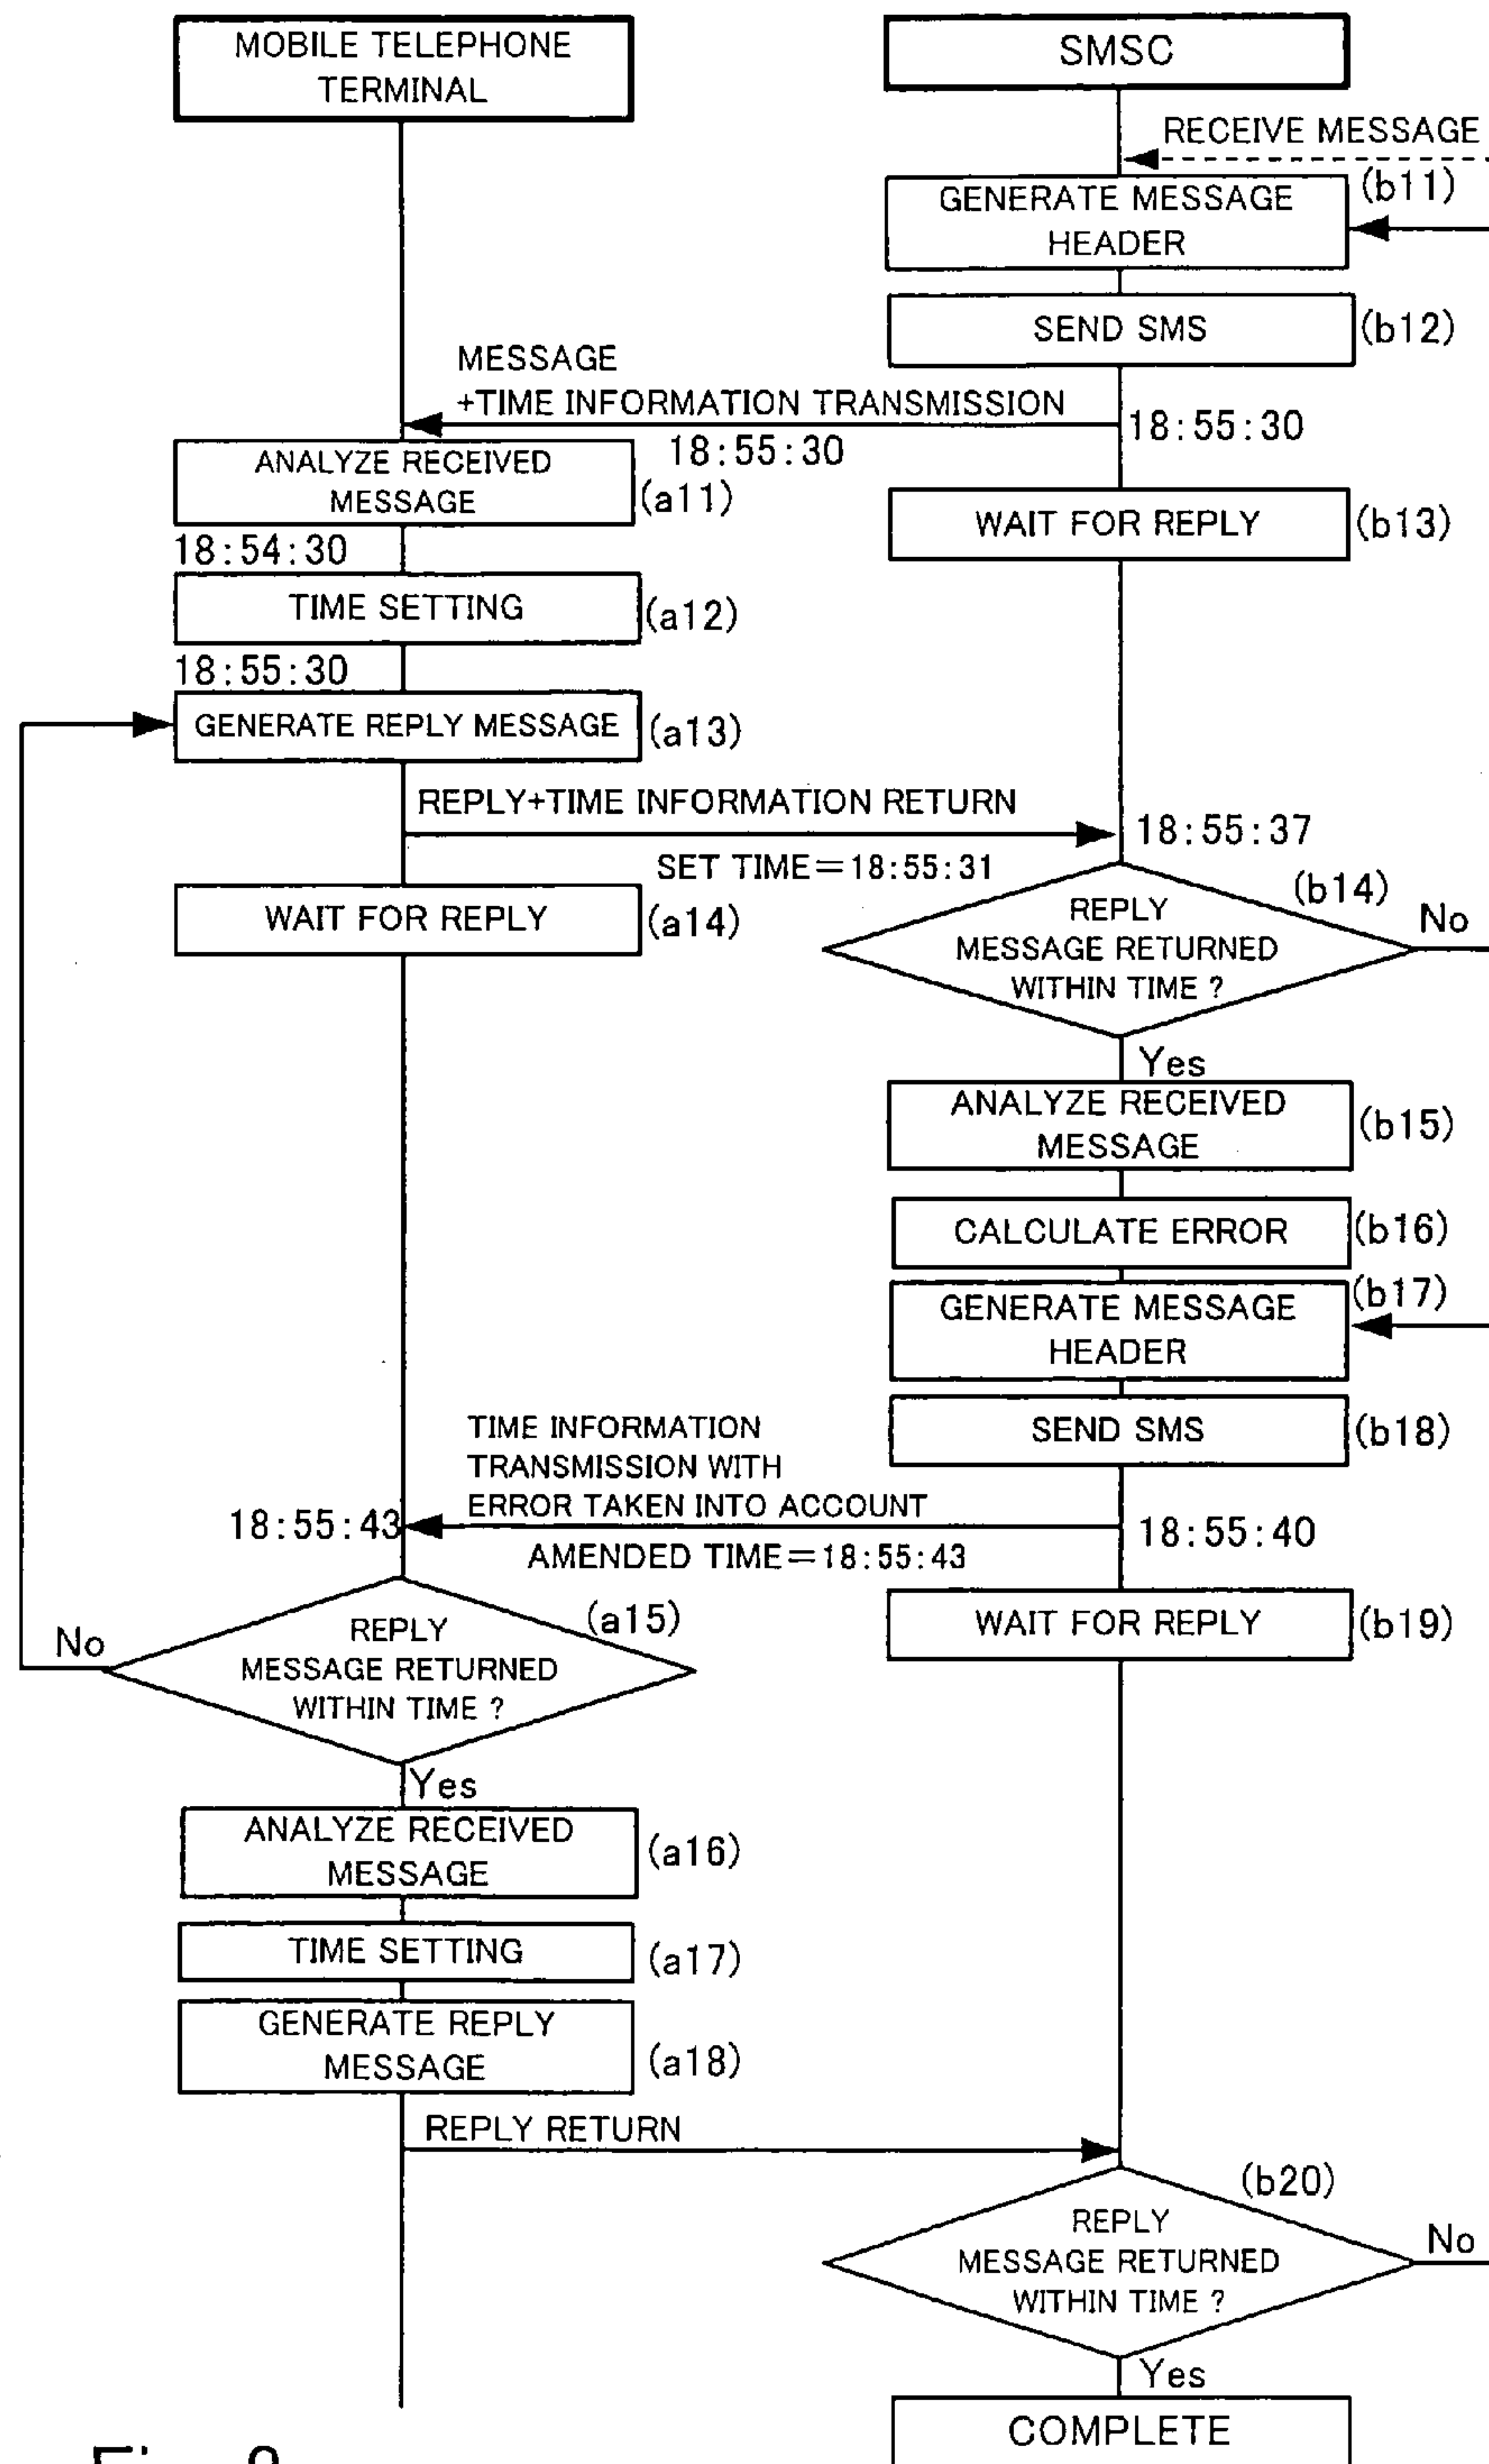 MOBILE TELEPHONE
TERMINAL
SMSC
RECEIVE MESSAGE
GENERATE MESSAGE
HEADER
(b11)
SEND SMS
(b12)
MESSAGE
+TIME INFORMATION TRANSMISSION
18:55:30
18:55:30
ANALYZE RECEIVED
MESSAGE
(a11)
WAIT FOR REPLY
(b13)
18:54:30
TIME SETTING
(a12)
18:55:30
GENERATE REPLY MESSAGE
(a13)
REPLY+TIME INFORMATION RETURN
18:55:37
SET TIME=18:55:31
WAIT FOR REPLY
(a14)
(b14)
REPLY
MESSAGE RETURNED
WITHIN TIME ?
No
Yes
ANALYZE RECEIVED
MESSAGE
(b15)
CALCULATE ERROR
(b16)
GENERATE MESSAGE
HEADER
(b17)
SEND SMS
(b18)
TIME INFORMATION
TRANSMISSION WITH
ERROR TAKEN INTO ACCOUNT
18:55:43
18:55:40
AMENDED TIME=18:55:43
WAIT FOR REPLY
(b19)
(a15)
REPLY
MESSAGE RETURNED
WITHIN TIME ?
No
Yes
ANALYZE RECEIVED
MESSAGE
(a16)
TIME SETTING
(a17)
GENERATE REPLY
MESSAGE
(a18)
REPLY RETURN
(b20)
REPLY
MESSAGE RETURNED
WITHIN TIME ?
No
Yes
COMPLETE